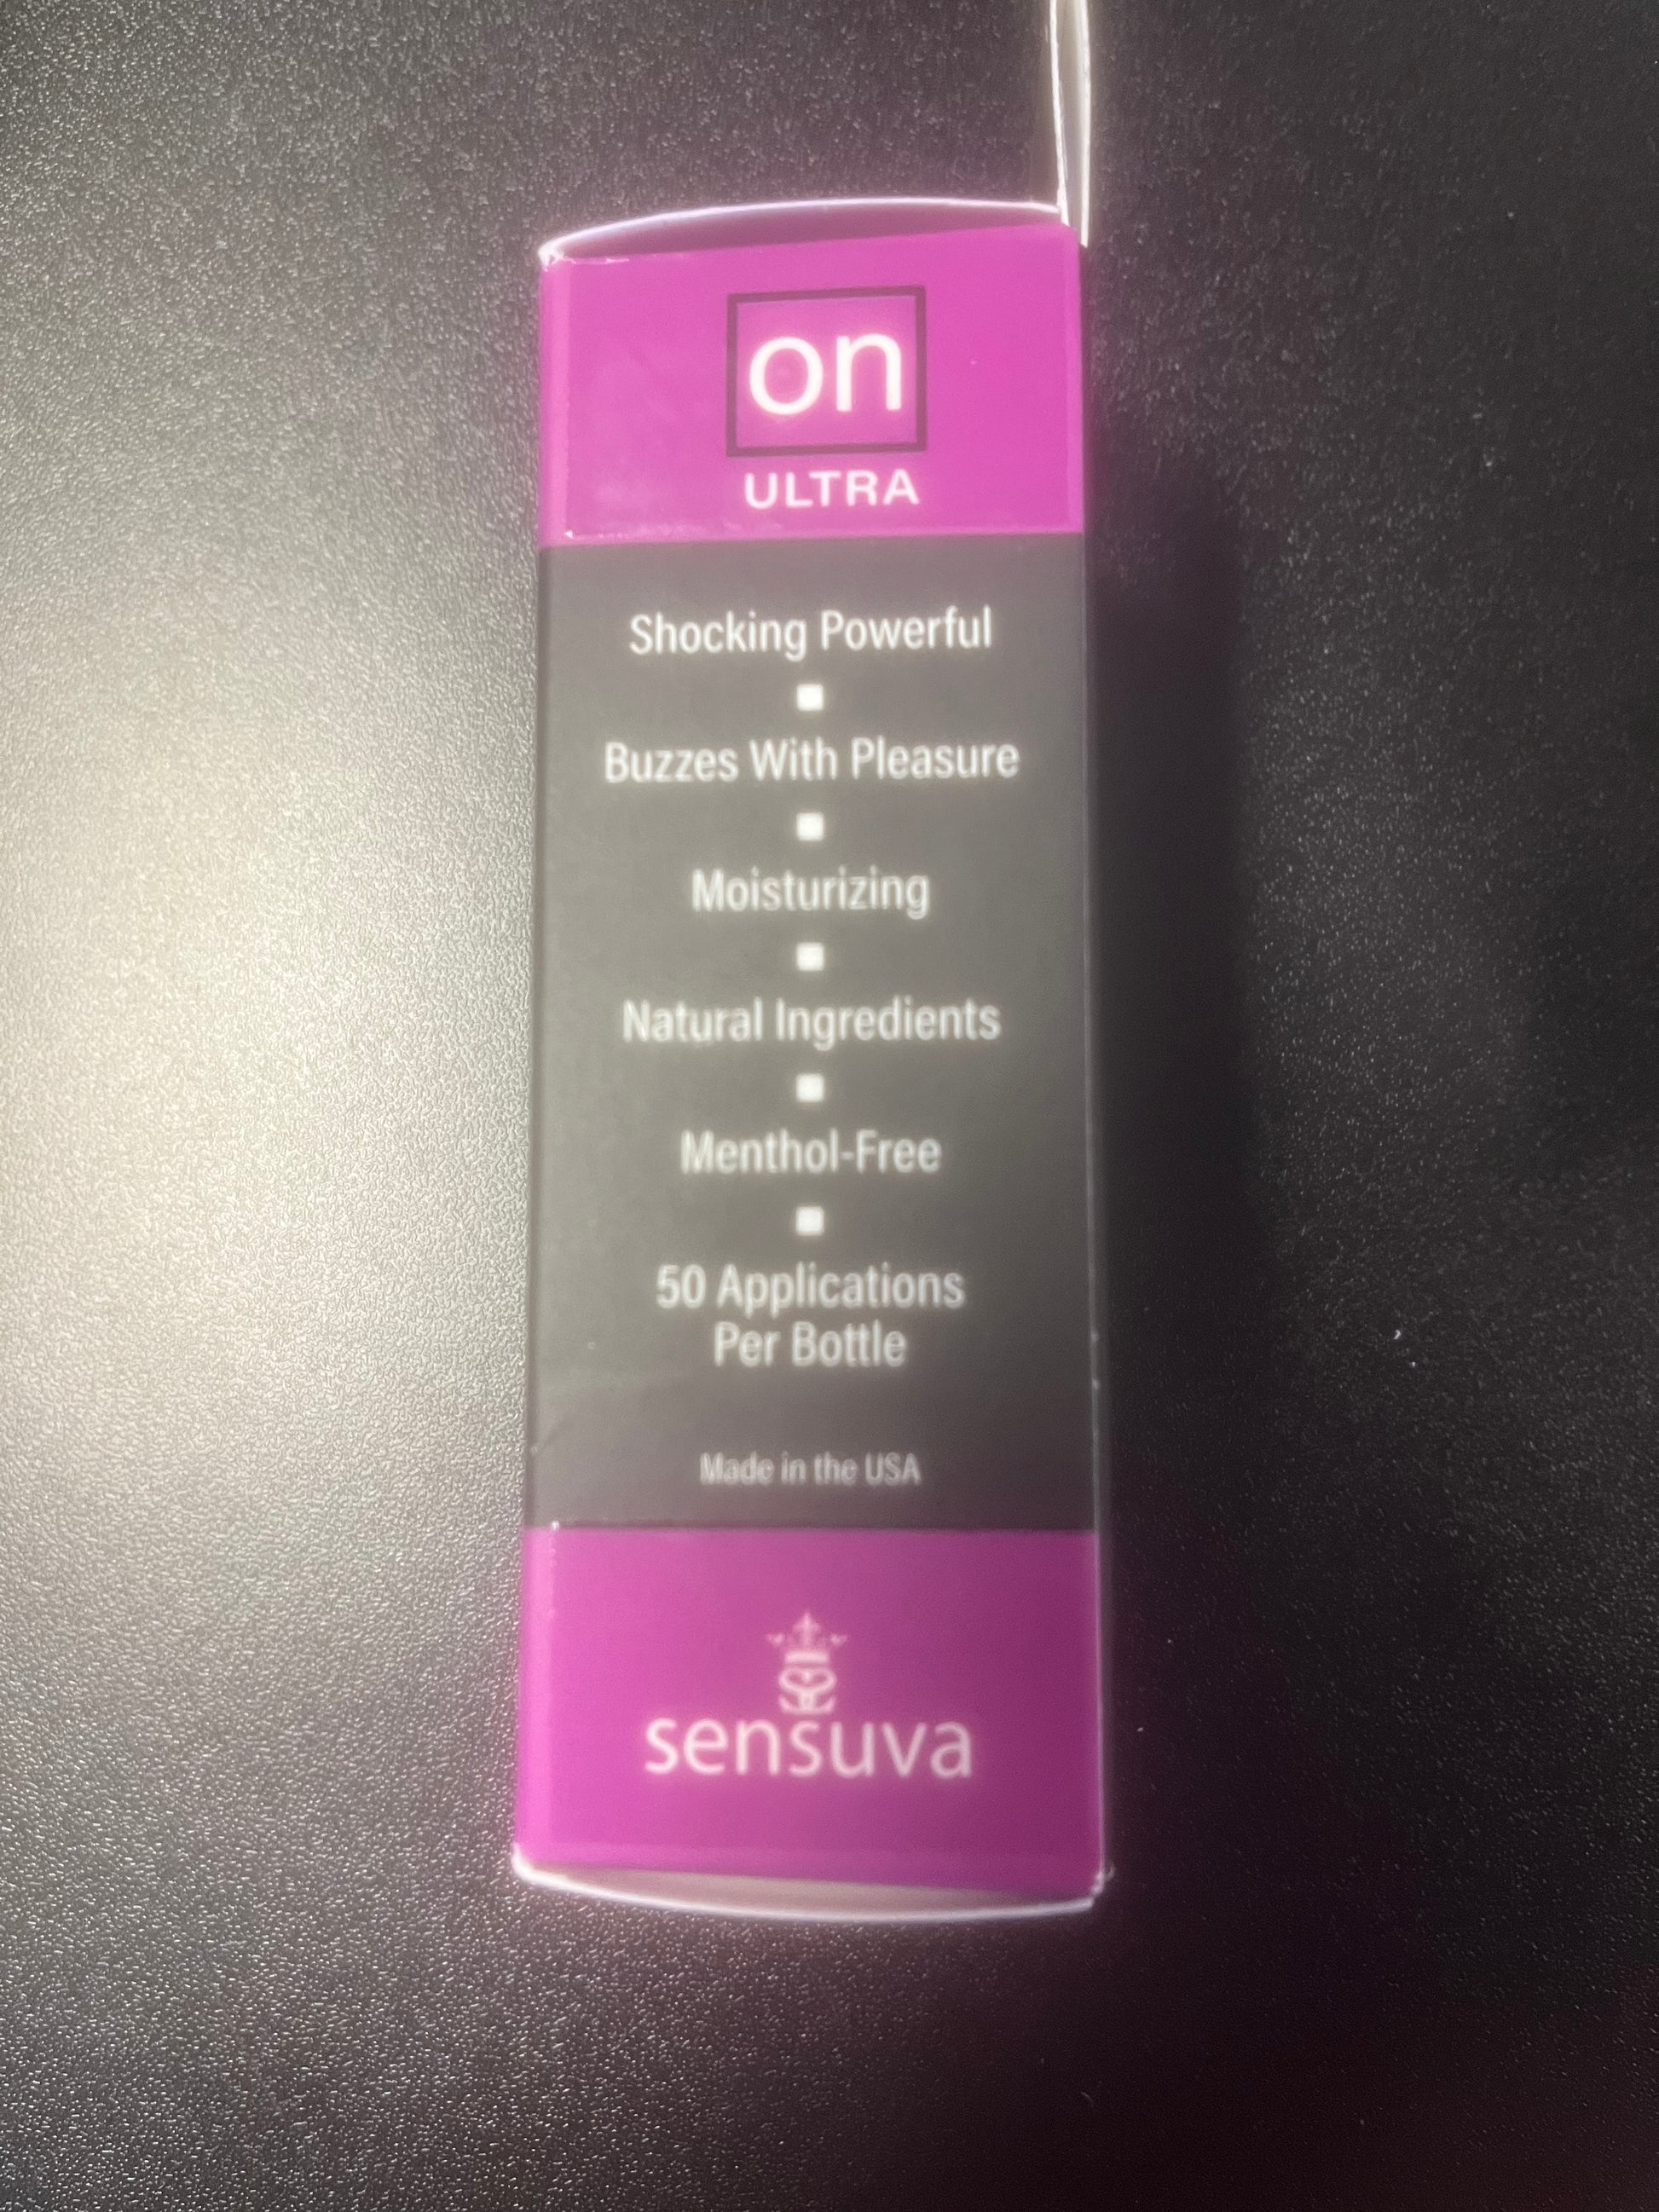 on
ULTRA
Shocking Powerful
Buzzes With Pleasure
Moisturizing
Natural Ingredients
Menthol-Free
50 Applications
Per Bottle
Made in the USA
sensuva